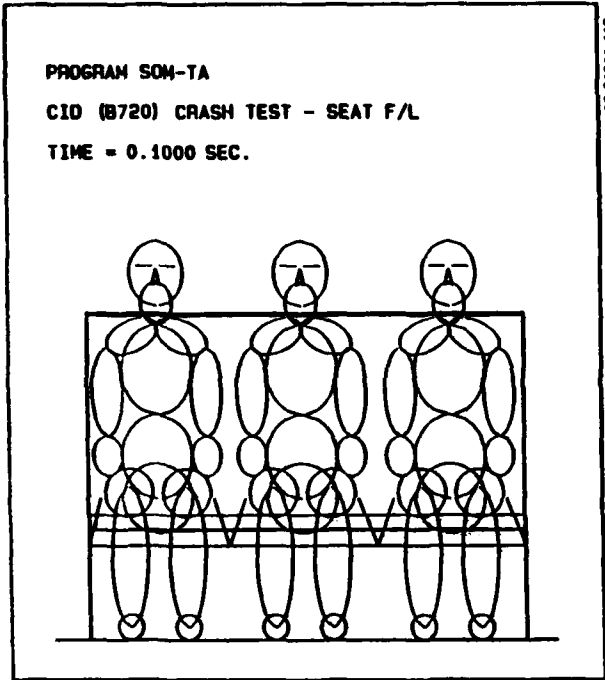 PROGRAM SOM-TA
CID (B720) CRASH TEST - SEAT F/L
TIME = 0.1000 SEC.